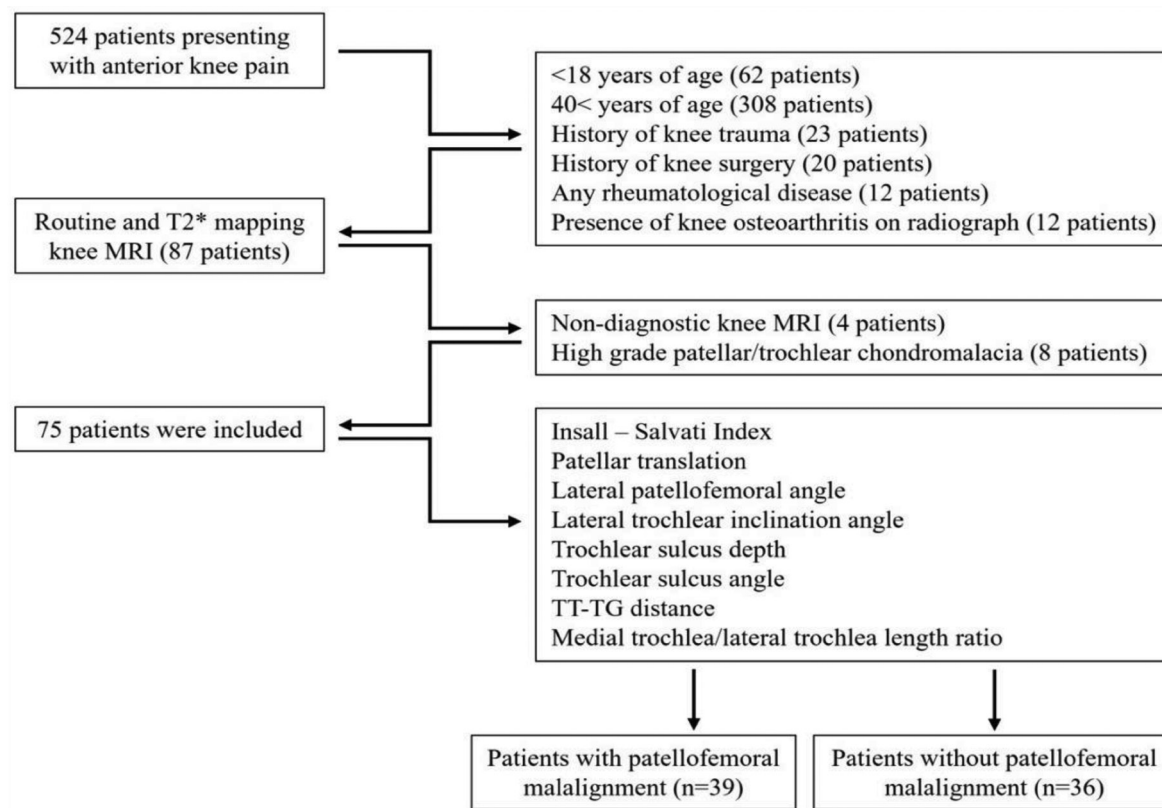 524 patients presenting
with anterior knee pain
<18 years of age (62 patients)
40< years of age (308 patients)
History of knee trauma (23 patients)
History of knee surgery (20 patients)
Any rheumatological disease (12 patients)
Presence of knee osteoarthritis on radiograph (12 patients)
Routine and T2* mapping
knee MRI (87 patients)
Non-diagnostic knee MRI (4 patients)
High grade patellar/trochlear chondromalacia (8 patients)
75 patients were included
Insall – Salvati Index
Patellar translation
Lateral patellofemoral angle
Lateral trochlear inclination angle
Trochlear sulcus depth
Trochlear sulcus angle
TT-TG distance
Medial trochlea/lateral trochlea length ratio
Patients with patellofemoral
malalignment (n=39)
Patients without patellofemoral
malalignment (n=36)